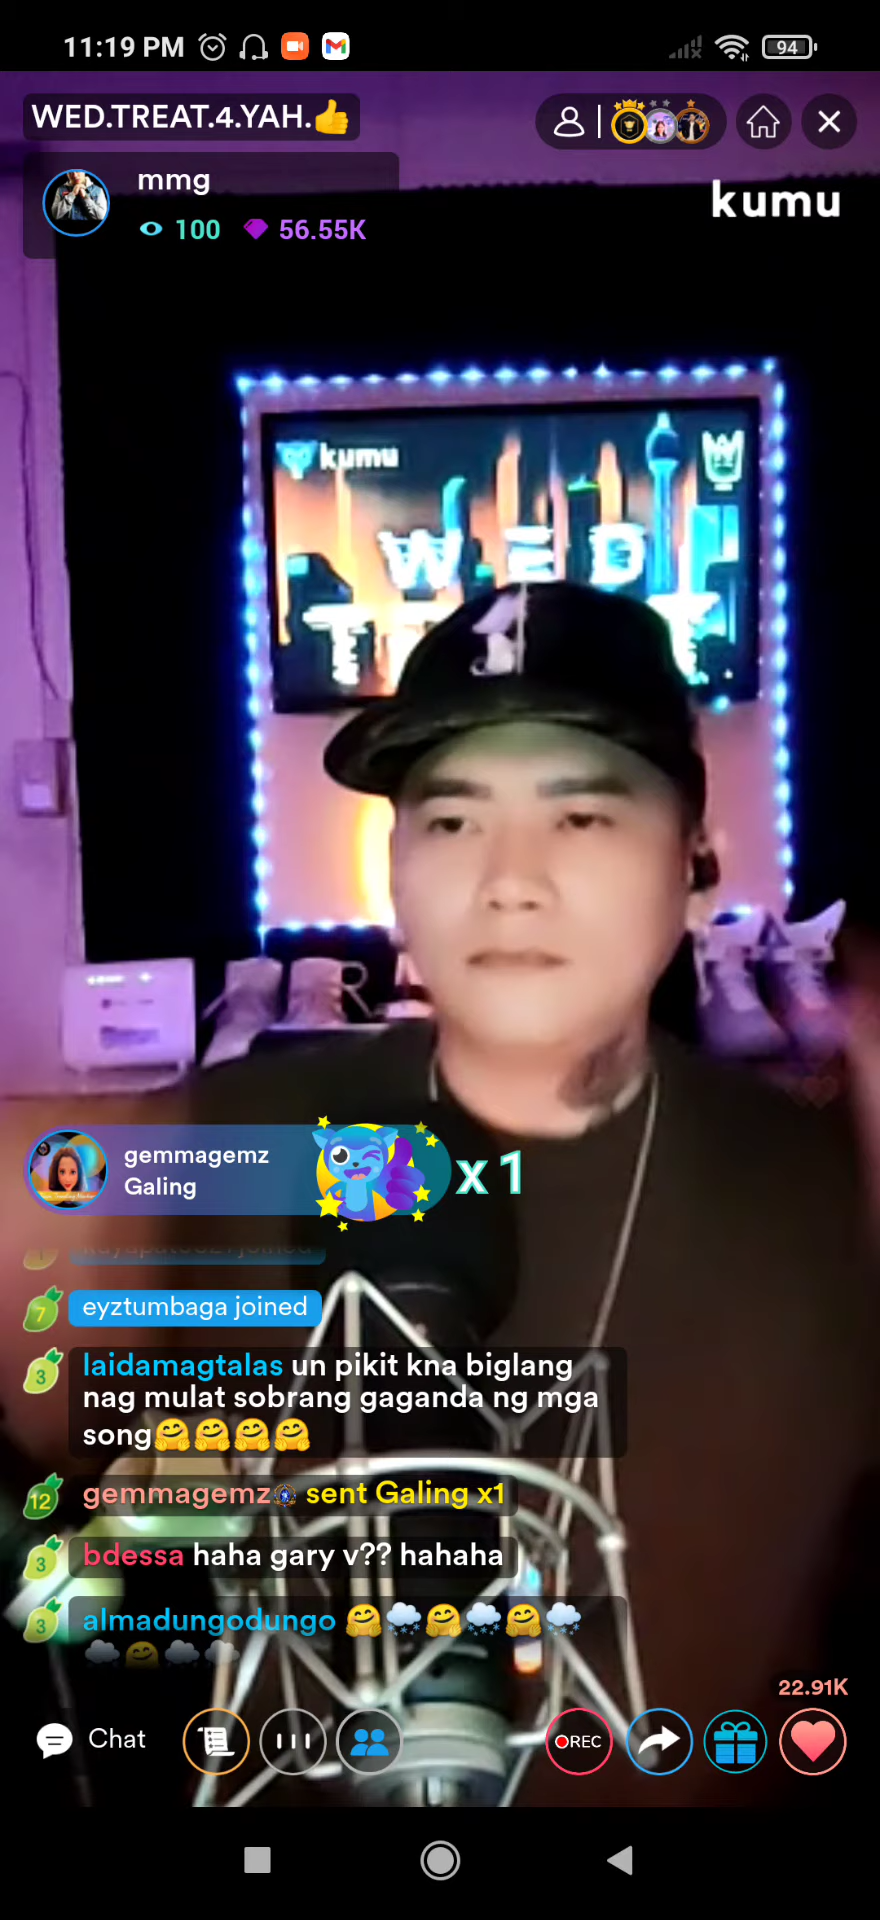 11:19 PM
94
WED.TREAT.4.YAH.👍
mmg
100 56.55K
kumu
kumu
WED
gemmagemz
Galing
x1
7 eyztumbaga joined
3 laidamagtalas un pikit kna biglang
nag mulat sobrang gaganda ng mga
song🤗🤗🤗🤗
12 gemmagemz sent Galing x1
3 bdessa haha gary v?? hahaha
3 almadungodungo 🤗🌨️🤗🌨️🤗🌨️
🌨️🤗🌨️🌨️
22.91K
Chat
REC